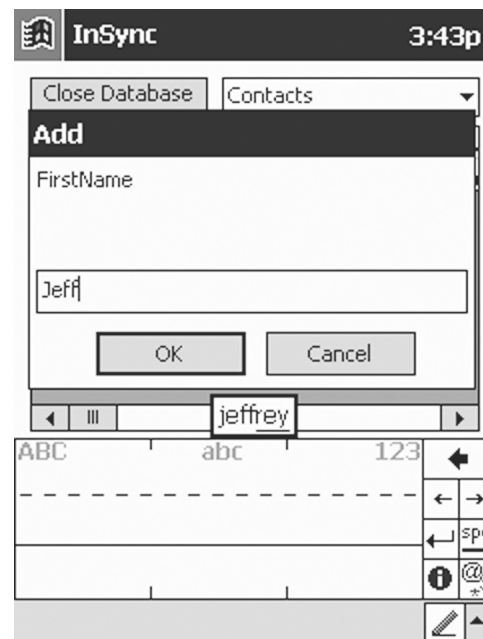 InSync 3:43p
Close Database Contacts
Add
FirstName
Jeff
OK Cancel
jeffrey
ABC abc 123
@